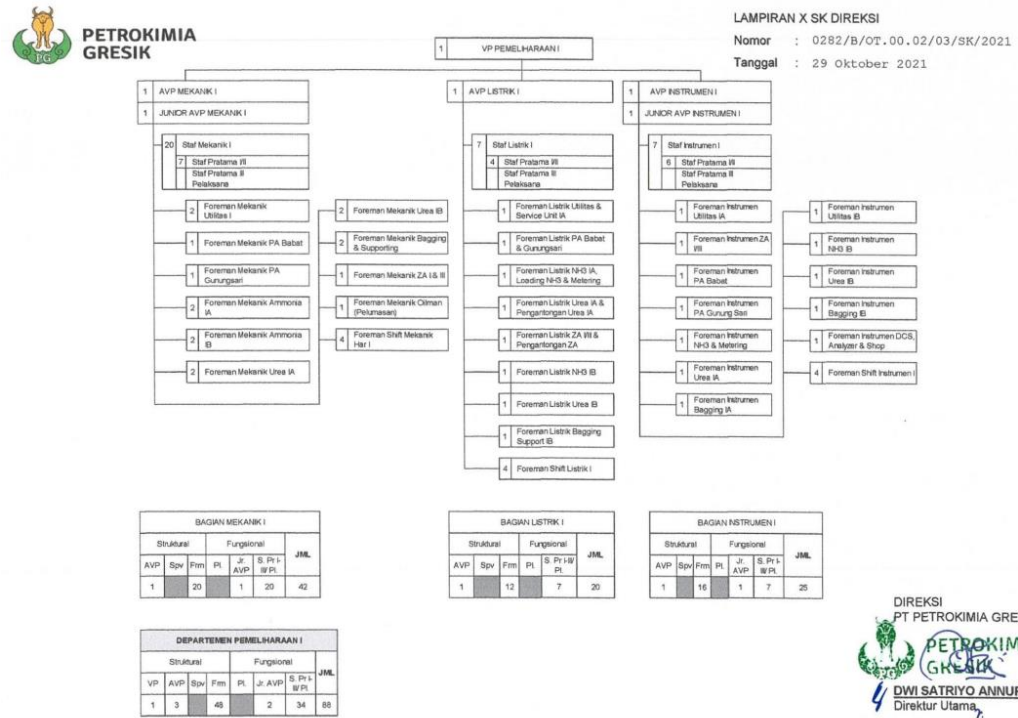 PETROKIMIA
GRESIK
PG
LAMPIRAN X SK DIREKSI
Nomor : 0282/B/OT.00.02/03/SK/2021
Tanggal : 29 Oktober 2021
1 VP PEMELIHARAAN I
1 AVP MEKANIK I
1 JUNIOR AVP MEKANIK I
20 Staf Mekanik I
7 Staf Pratama I/II
Staf Pratama III
Pelaksana
2 Foreman Mekanik
Utilitas I
1 Foreman Mekanik PA Babat
1 Foreman Mekanik PA
Gunungsari
2 Foreman Mekanik Ammonia
IA
2 Foreman Mekanik Ammonia
IB
2 Foreman Mekanik Urea IA
2 Foreman Mekanik Urea IB
2 Foreman Mekanik Bagging
& Supporting
1 Foreman Mekanik ZA I & III
1 Foreman Mekanik Oilman
(Pelumasan)
4 Foreman Shift Mekanik
Har I
1 AVP LISTRIK I
7 Staf Listrik I
4 Staf Pratama I/II
Staf Pratama III
Pelaksana
1 Foreman Listrik Utilitas &
Service Unit IA
1 Foreman Listrik PA Babat
& Gunungsari
1 Foreman Listrik NH3 IA,
Loading NH3 & Metering
1 Foreman Listrik Urea IA &
Pengantongan Urea IA
1 Foreman Listrik ZA I/III &
Pengantongan ZA
1 Foreman Listrik NH3 IB
1 Foreman Listrik Urea IB
1 Foreman Listrik Bagging
Support IB
4 Foreman Shift Listrik I
1 AVP INSTRUMEN I
1 JUNIOR AVP INSTRUMEN I
7 Staf Instrumen I
6 Staf Pratama I/II
Staf Pratama III
Pelaksana
1 Foreman Instrumen
Utilitas IA
1 Foreman Instrumen ZA
I/III
1 Foreman Instrumen
PA Babat
1 Foreman Instrumen
PA Gunung Sari
1 Foreman Instrumen
NH3 & Metering
1 Foreman Instrumen
Urea IA
1 Foreman Instrumen
Bagging IA
1 Foreman Instrumen
Utilitas IB
1 Foreman Instrumen
NH3 IB
1 Foreman Instrumen
Urea IB
1 Foreman Instrumen
Bagging IB
1 Foreman Instrumen DCS,
Analyzer & Shop
4 Foreman Shift Instrumen I
BAGIAN MEKANIK I
Struktural Fungsional JML
AVP Spv Frm Pl. Jr. AVP S. Pr I-III/ Pl.
1 20 1 20 42
BAGIAN LISTRIK I
Struktural Fungsional JML
AVP Spv Frm Pl. S. Pr I-III/ Pl.
1 12 7 20
BAGIAN INSTRUMEN I
Struktural Fungsional JML
AVP Spv Frm Pl. Jr. AVP S. Pr I-III/ Pl.
1 16 1 7 25
DEPARTEMEN PEMELIHARAAN I
Struktural Fungsional JML
VP AVP Spv Frm Pl. Jr. AVP S. Pr I-III/ Pl.
1 3 48 2 34 88
DIREKSI
PT PETROKIMIA GRE
PETROKIM
GRESIK
DWI SATRIYO ANNUR
Direktur Utama